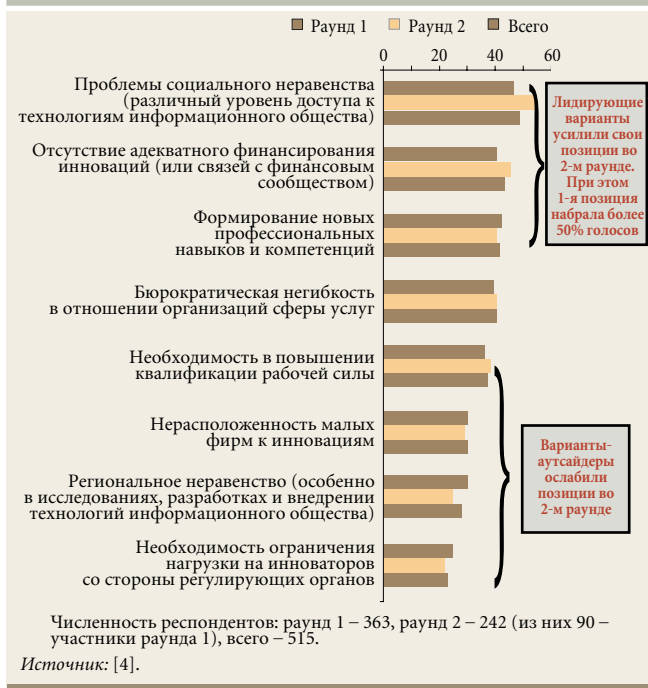 Раунд 1 Раунд 2 Всего
0 20 40 60
Проблемы социального неравенства
(различный уровень доступа к
технологиям информационного общества)
Отсутствие адекватного финансирования
инноваций (или связей с финансовым
сообществом)
Формирование новых
профессиональных
навыков и компетенций
Бюрократическая негибкость
в отношении организаций сферы услуг
Необходимость в повышении
квалификации рабочей силы
Нерасположенность малых
фирм к инновациям
Региональное неравенство (особенно
в исследованиях, разработках и внедрении
технологий информационного общества)
Необходимость ограничения
нагрузки на инноваторов
со стороны регулирующих органов
Лидирующие
варианты
усилили свои
позиции во
2-м раунде.
При этом
1-я позиция
набрала более
50% голосов
Варианты-
аутсайдеры
ослабили
позиции во
2-м раунде
Численность респондентов: раунд 1 – 363, раунд 2 – 242 (из них 90 –
участники раунда 1), всего – 515.
Источник: [4].